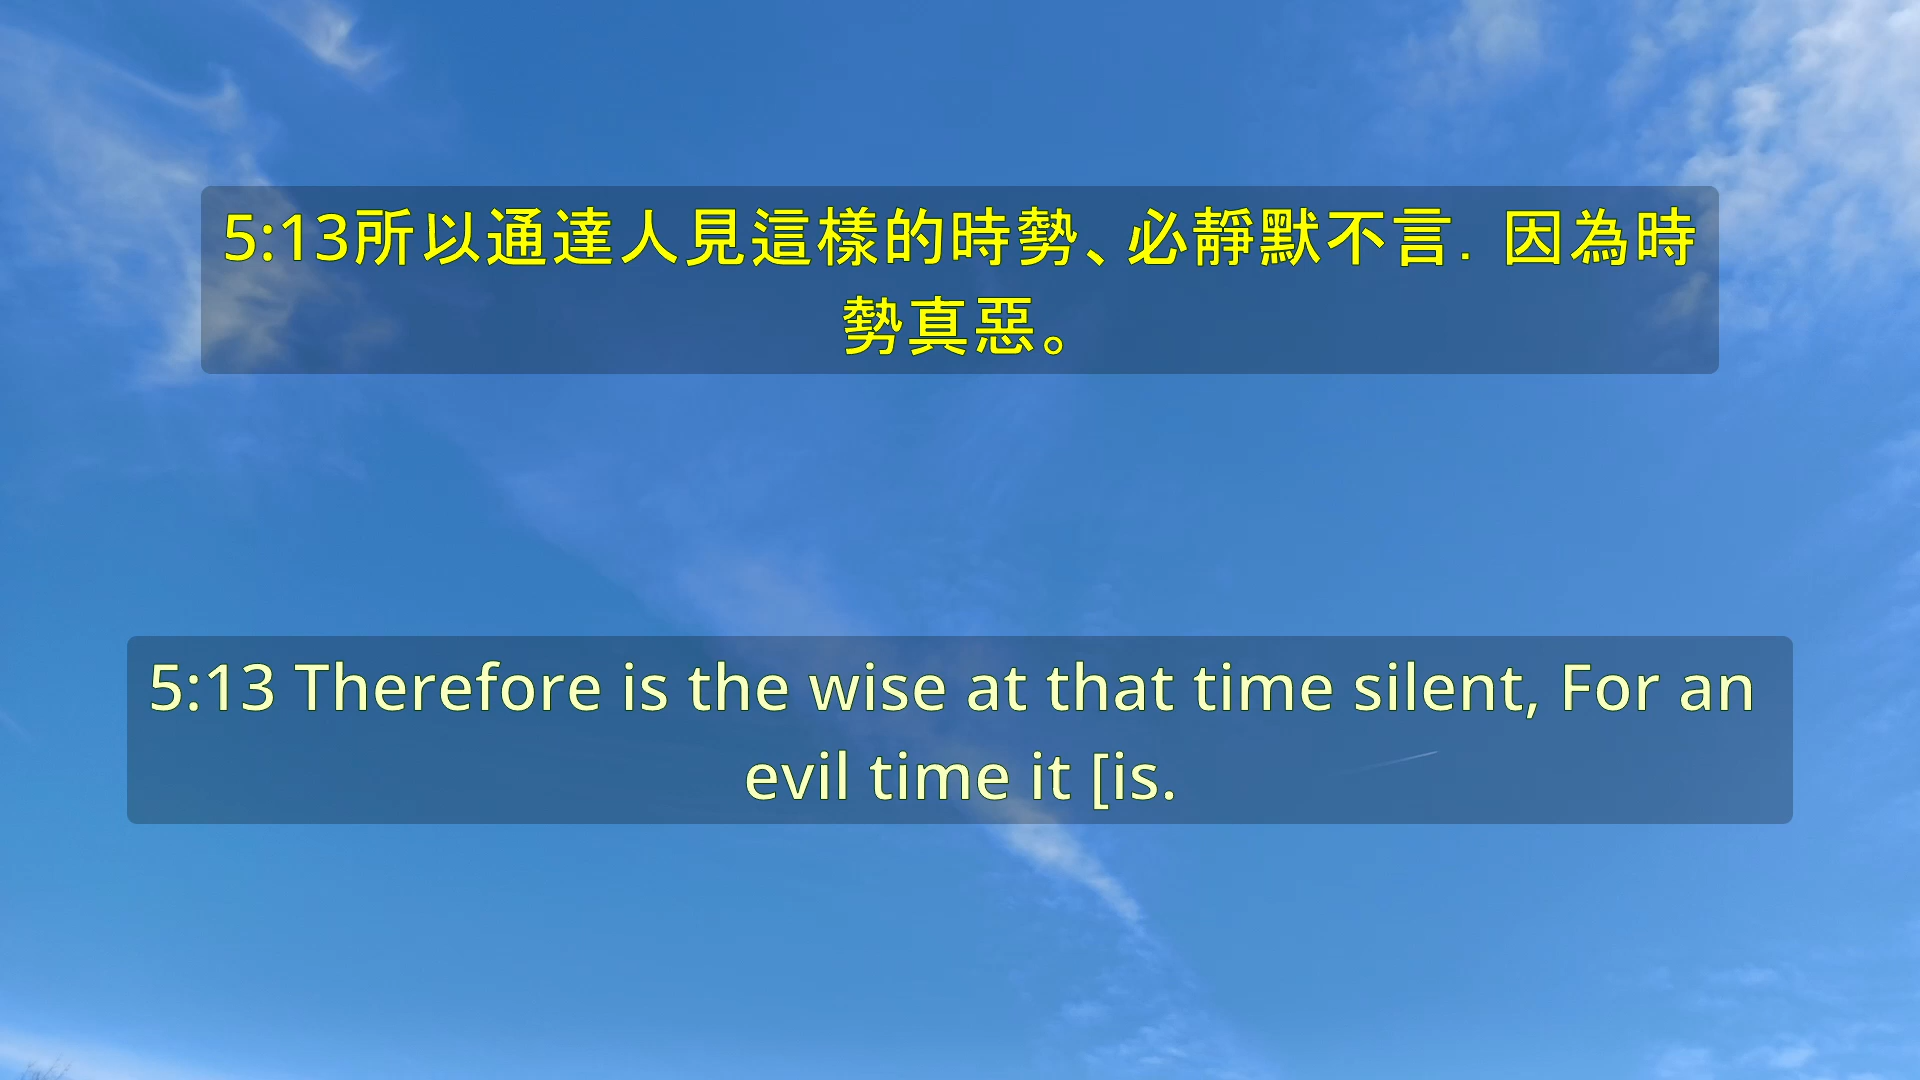 5:13所以通達人見這樣的時勢、必靜默不言．因為時
勢真惡。
5:13 Therefore is the wise at that time silent, For an
evil time it [is.